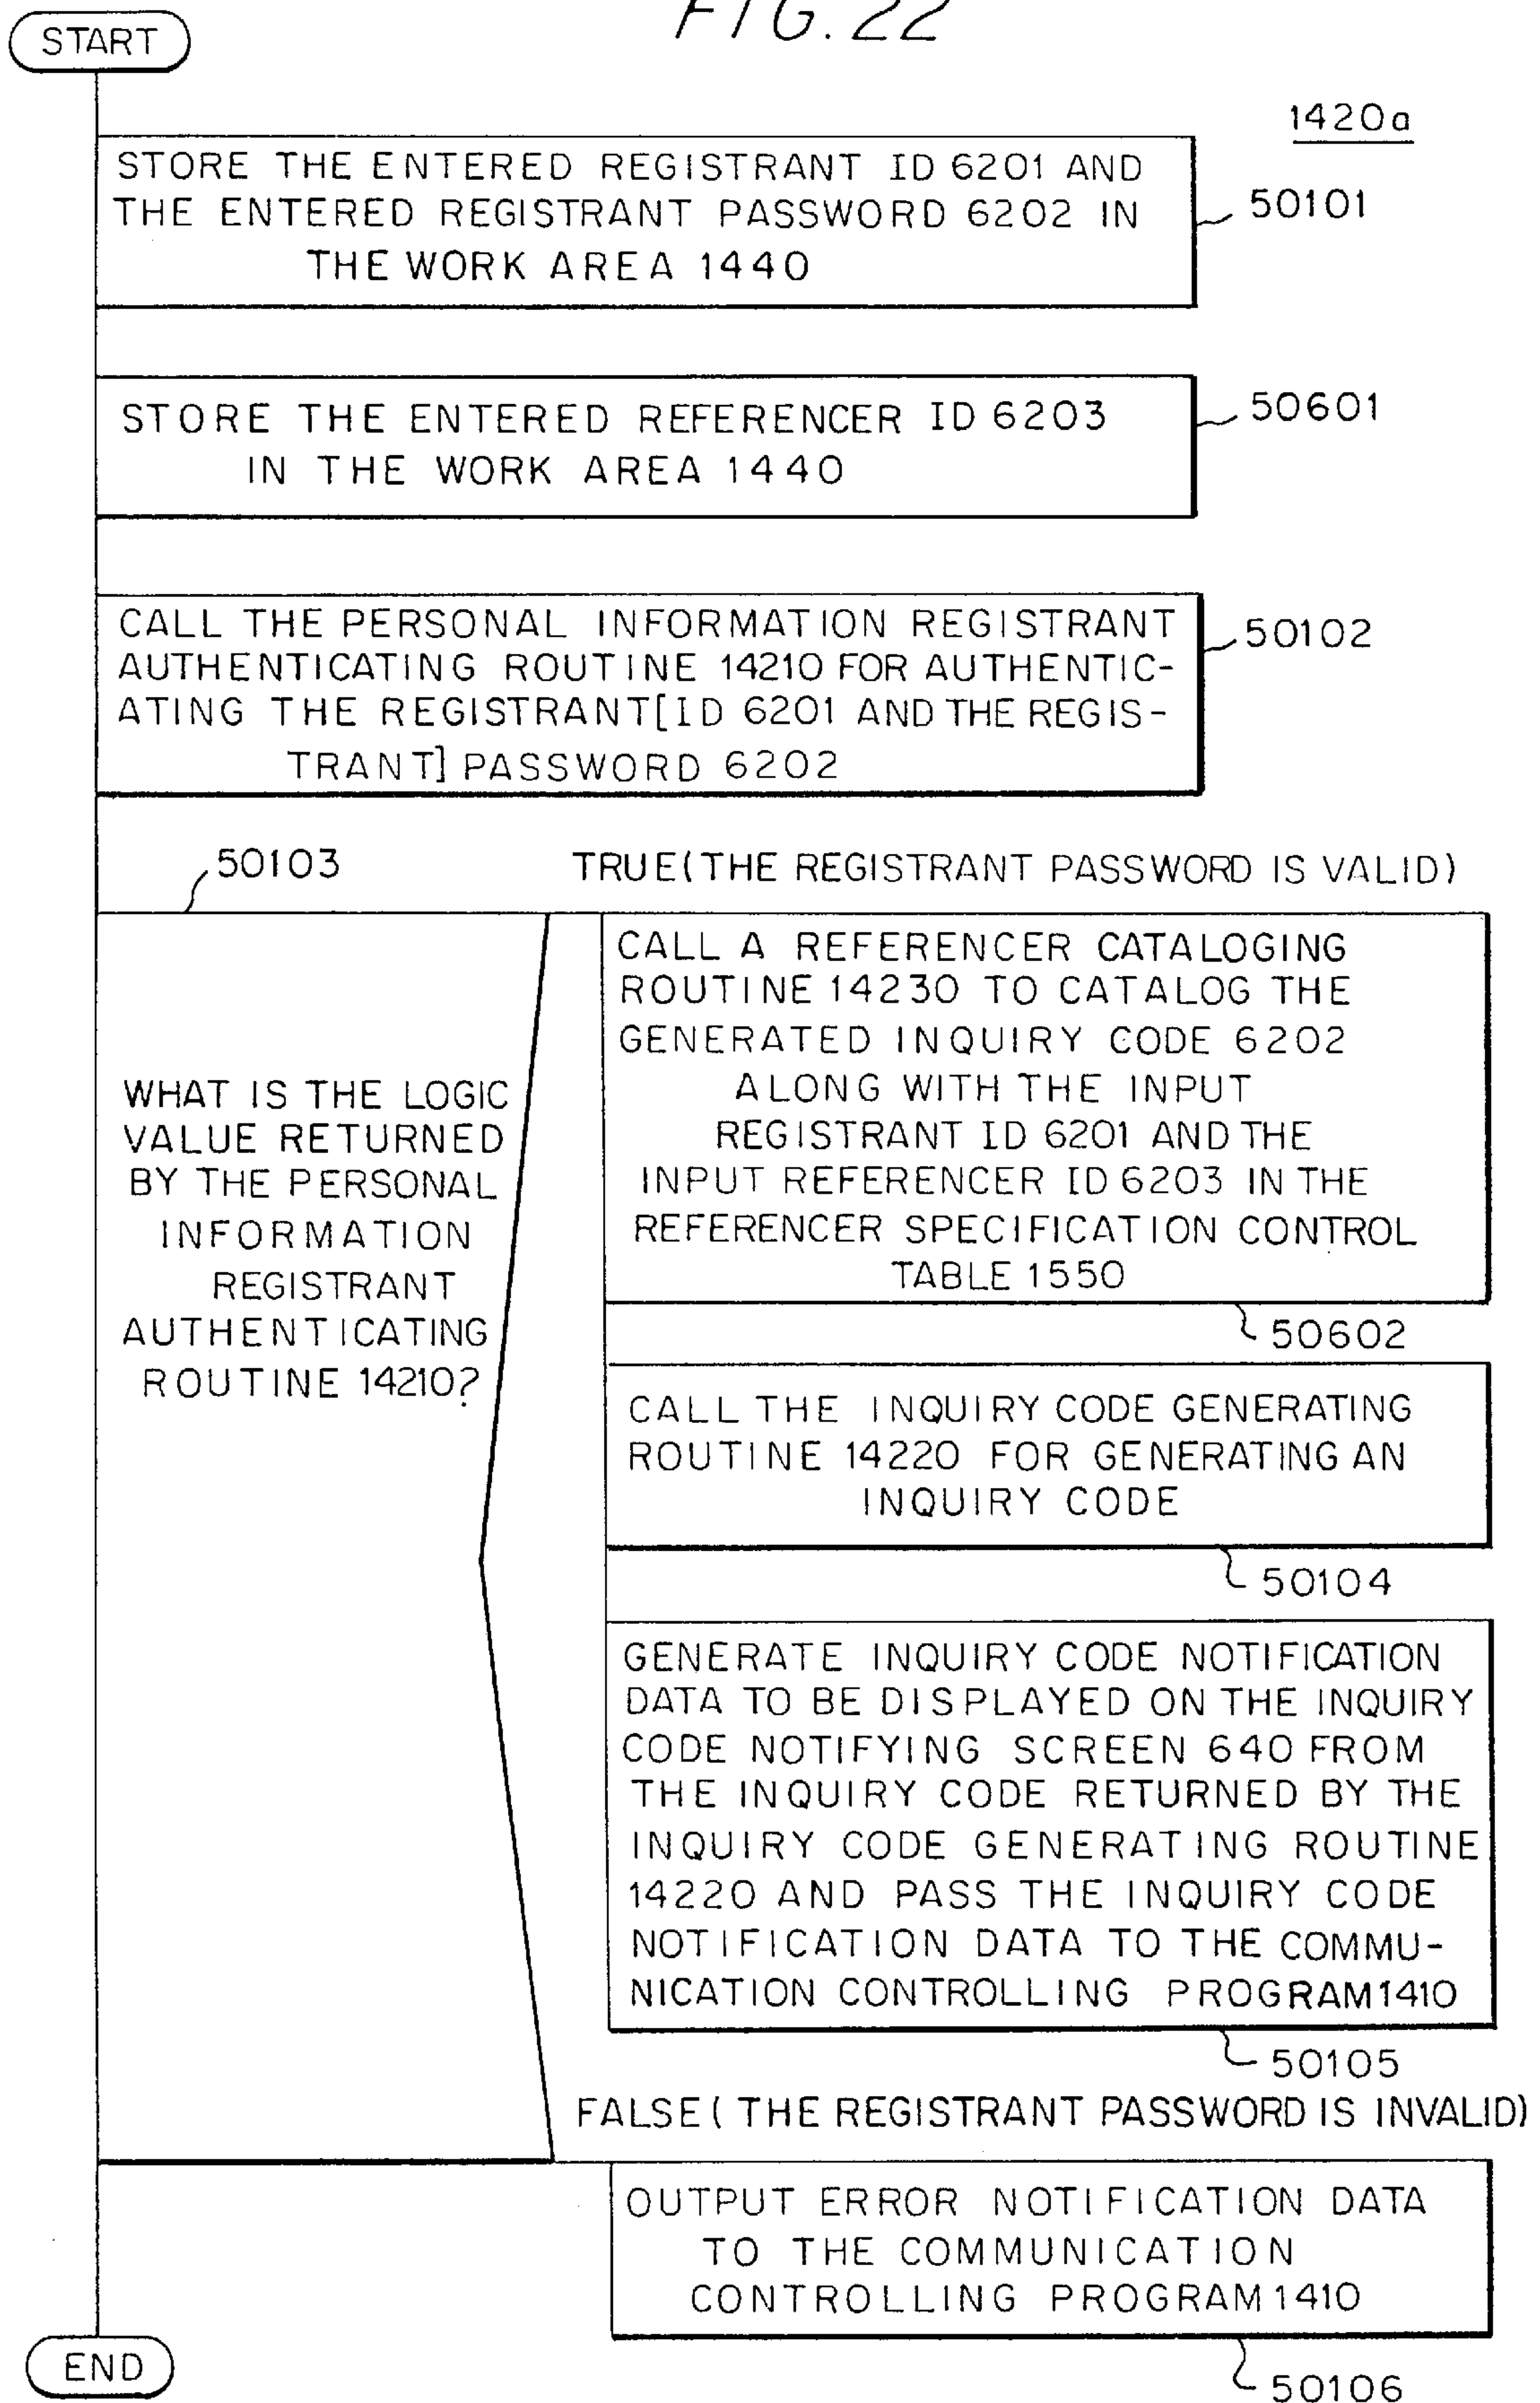 FIG. 22
START
1420a
STORE THE ENTERED REGISTRANT ID 6201 AND
THE ENTERED REGISTRANT PASSWORD 6202 IN
THE WORK AREA 1440
50101
STORE THE ENTERED REFERENCER ID 6203
IN THE WORK AREA 1440
50601
CALL THE PERSONAL INFORMATION REGISTRANT
AUTHENTICATING ROUTINE 14210 FOR AUTHENTIC-
ATING THE REGISTRANT[ID 6201 AND THE REGIS-
TRANT] PASSWORD 6202
50102
50103
TRUE(THE REGISTRANT PASSWORD IS VALID)
WHAT IS THE LOGIC
VALUE RETURNED
BY THE PERSONAL
INFORMATION
REGISTRANT
AUTHENTICATING
ROUTINE 14210?
CALL A REFERENCER CATALOGING
ROUTINE 14230 TO CATALOG THE
GENERATED INQUIRY CODE 6202
ALONG WITH THE INPUT
REGISTRANT ID 6201 AND THE
INPUT REFERENCER ID 6203 IN THE
REFERENCER SPECIFICATION CONTROL
TABLE 1550
50602
CALL THE INQUIRY CODE GENERATING
ROUTINE 14220 FOR GENERATING AN
INQUIRY CODE
50104
GENERATE INQUIRY CODE NOTIFICATION
DATA TO BE DISPLAYED ON THE INQUIRY
CODE NOTIFYING SCREEN 640 FROM
THE INQUIRY CODE RETURNED BY THE
INQUIRY CODE GENERATING ROUTINE
14220 AND PASS THE INQUIRY CODE
NOTIFICATION DATA TO THE COMMU-
NICATION CONTROLLING PROGRAM 1410
50105
FALSE( THE REGISTRANT PASSWORD IS INVALID)
OUTPUT ERROR NOTIFICATION DATA
TO THE COMMUNICATION
CONTROLLING PROGRAM 1410
50106
END